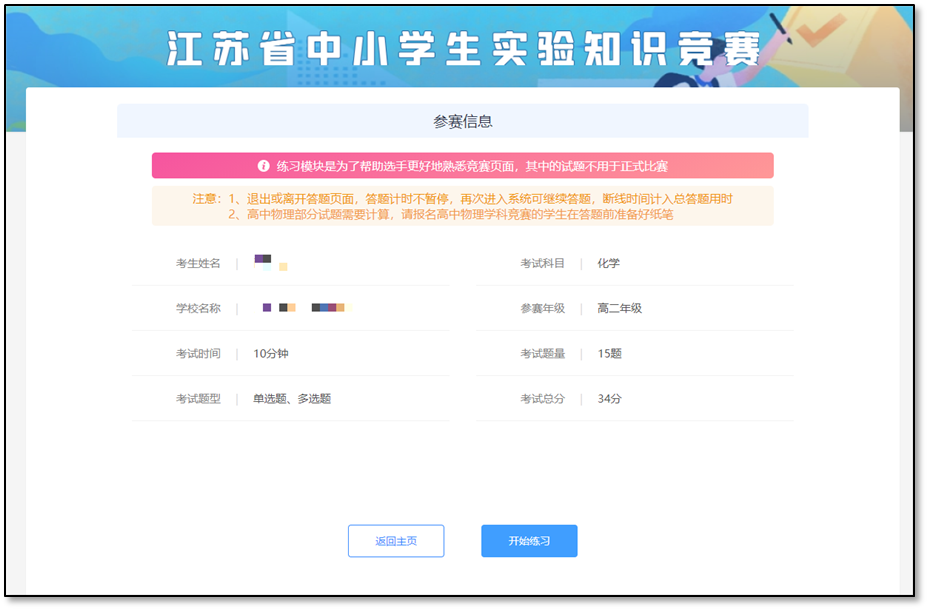 江苏省中小学生实验知识竞赛
参赛信息
练习模块是为了帮助选手更好地熟悉竞赛页面，其中的试题不用于正式比赛
注意：1、退出或离开答题页面，答题计时不暂停，再次进入系统可继续答题，断线时间计入总答题用时
2、高中物理部分试题需要计算，请报名高中物理学科竞赛的学生在答题前准备好纸笔
考生姓名 | 考试科目 | 化学
学校名称 | 参赛年级 | 高二年级
考试时间 | 10分钟 考试题量 | 15题
考试题型 | 单选题、多选题 考试总分 | 34分
返回主页 开始练习